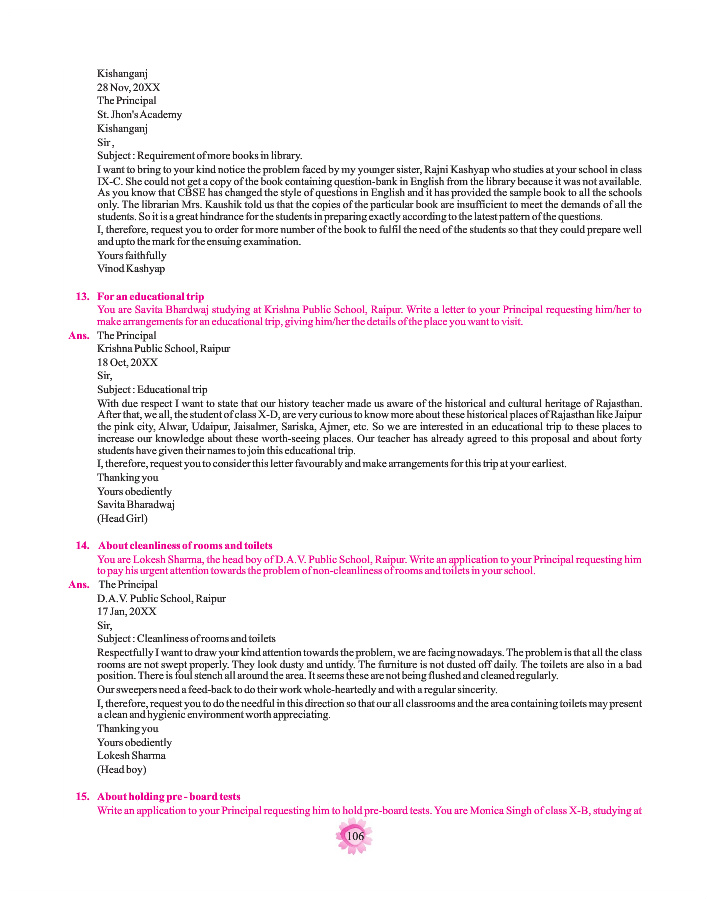 Kishanganj
28 Nov, 20XX
The Principal
St. Jhon's Academy
Kishanganj
Sir ,
Subject : Requirement of more books in library.
I want to bring to your kind notice the problem faced by my younger sister, Rajni Kashyap who studies at your school in class
IX-C. She could not get a copy of the book containing question-bank in English from the library because it was not available.
As you know that CBSE has changed the style of questions in English and it has provided the sample book to all the schools
only. The librarian Mrs. Kaushik told us that the copies of the particular book are insufficient to meet the demands of all the
students. So it is a great hindrance for the students in preparing exactly according to the latest pattern of the questions.
I, therefore, request you to order for more number of the book to fulfil the need of the students so that they could prepare well
and upto the mark for the ensuing examination.
Yours faithfully
Vinod Kashyap
13. For an educational trip
You are Savita Bhardwaj studying at Krishna Public School, Raipur. Write a letter to your Principal requesting him/her to
make arrangements for an educational trip, giving him/her the details of the place you want to visit.
Ans. The Principal
Krishna Public School, Raipur
18 Oct, 20XX
Sir,
Subject : Educational trip
With due respect I want to state that our history teacher made us aware of the historical and cultural heritage of Rajasthan.
After that, we all, the student of class X-D, are very curious to know more about these historical places of Rajasthan like Jaipur
the pink city, Alwar, Udaipur, Jaisalmer, Sariska, Ajmer, etc. So we are interested in an educational trip to these places to
increase our knowledge about these worth-seeing places. Our teacher has already agreed to this proposal and about forty
students have given their names to join this educational trip.
I, therefore, request you to consider this letter favourably and make arrangements for this trip at your earliest.
Thanking you
Yours obediently
Savita Bharadwaj
(Head Girl)
14. About cleanliness of rooms and toilets
You are Lokesh Sharma, the head boy of D.A.V. Public School, Raipur. Write an application to your Principal requesting him
to pay his urgent attention towards the problem of non-cleanliness of rooms and toilets in your school.
Ans. The Principal
D.A.V. Public School, Raipur
17 Jan, 20XX
Sir,
Subject : Cleanliness of rooms and toilets
Respectfully I want to draw your kind attention towards the problem, we are facing nowadays. The problem is that all the class
rooms are not swept properly. They look dusty and untidy. The furniture is not dusted off daily. The toilets are also in a bad
position. There is foul stench all around the area. It seems these are not being flushed and cleaned regularly.
Our sweepers need a feed-back to do their work whole-heartedly and with a regular sincerity.
I, therefore, request you to do the needful in this direction so that our all classrooms and the area containing toilets may present
a clean and hygienic environment worth appreciating.
Thanking you
Yours obediently
Lokesh Sharma
(Head boy)
15. About holding pre - board tests
Write an application to your Principal requesting him to hold pre-board tests. You are Monica Singh of class X-B, studying at
106